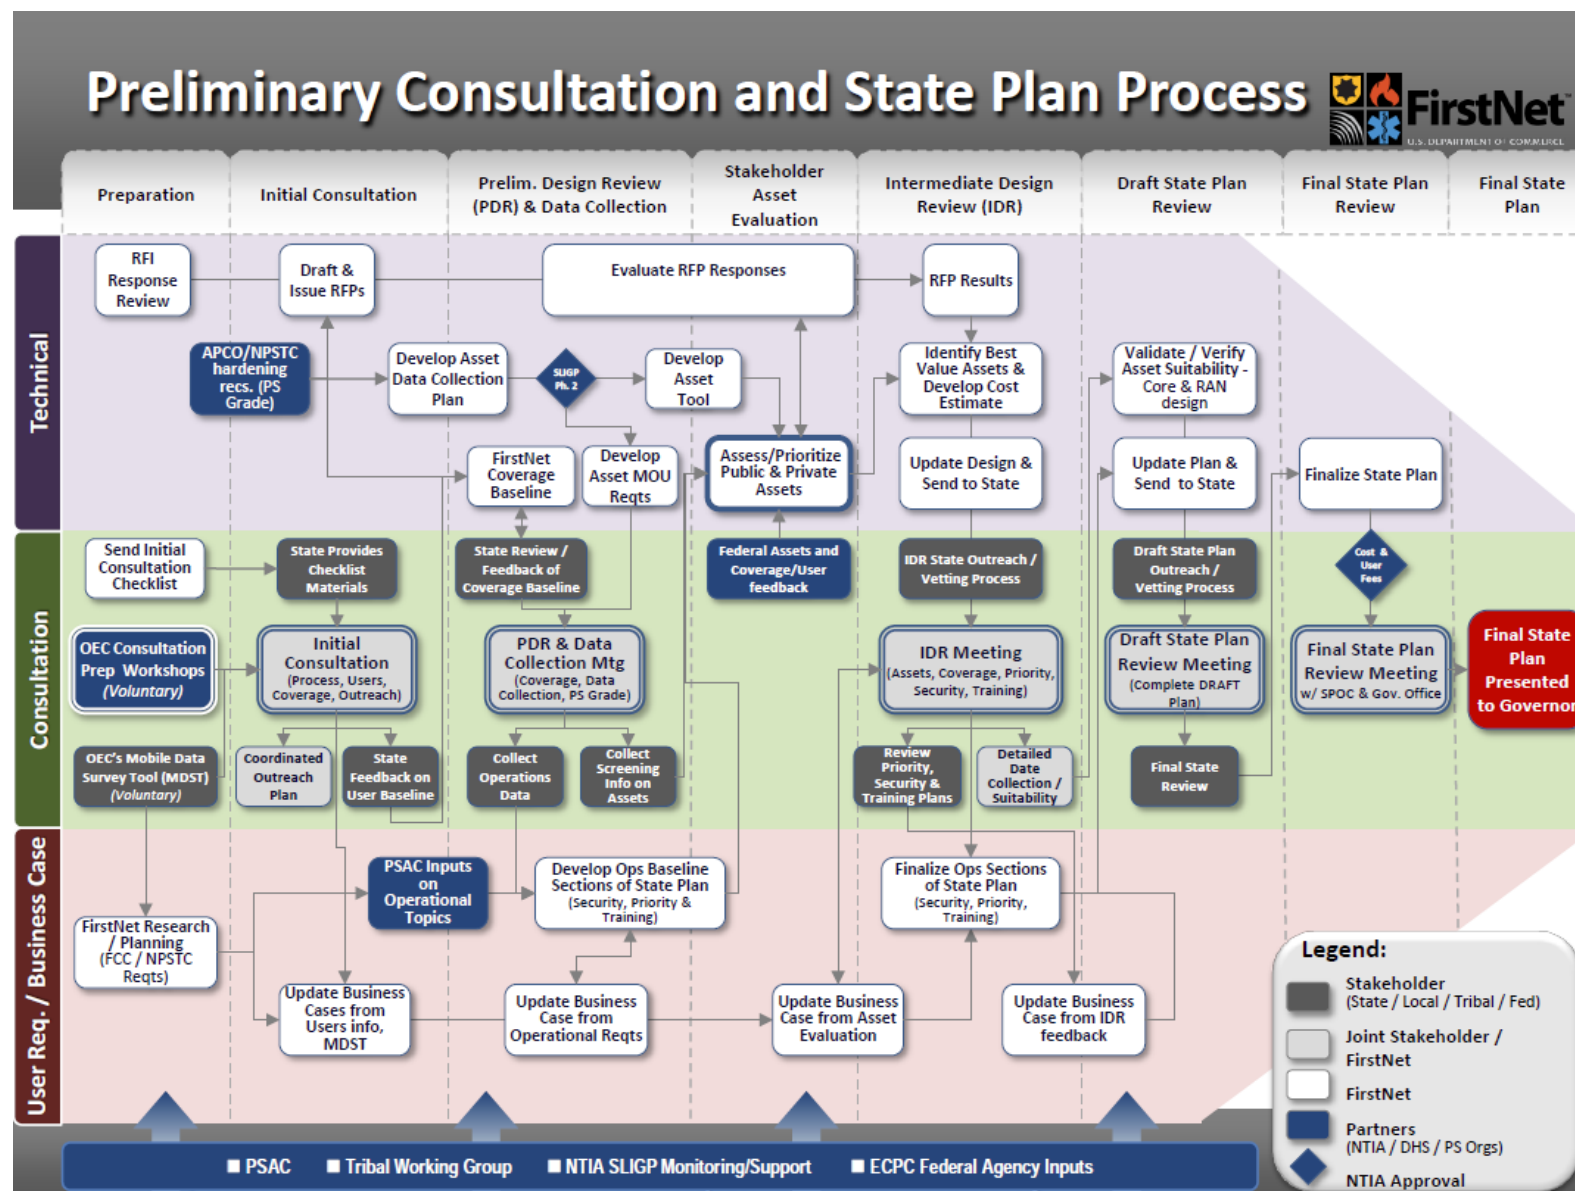 Preliminary Consultation and State Plan Process
FirstNet™
U.S. DEPARTMENT OF COMMERCE
Preparation
Initial Consultation
Prelim. Design Review
(PDR) & Data Collection
Stakeholder
Asset
Evaluation
Intermediate Design
Review (IDR)
Draft State Plan
Review
Final State Plan
Review
Final State
Plan
Technical
RFI
Response
Review
Draft &
Issue RFPs
Evaluate RFP Responses
RFP Results
APCO/NPSTC
hardening
recs. (PS
Grade)
Develop Asset
Data Collection
Plan
SLIGP
Ph. 2
Develop
Asset
Tool
Identify Best
Value Assets &
Develop Cost
Estimate
Validate / Verify
Asset Suitability -
Core & RAN
design
FirstNet
Coverage
Baseline
Develop
Asset MOU
Reqts
Assess/Prioritize
Public & Private
Assets
Update Design &
Send to State
Update Plan &
Send to State
Finalize State Plan
Consultation
Send Initial
Consultation
Checklist
State Provides
Checklist
Materials
State Review /
Feedback of
Coverage Baseline
Federal Assets and
Coverage/User
feedback
IDR State Outreach /
Vetting Process
Draft State Plan
Outreach /
Vetting Process
Cost &
User
Fees
OEC Consultation
Prep Workshops
(Voluntary)
Initial
Consultation
(Process, Users,
Coverage, Outreach)
PDR & Data
Collection Mtg
(Coverage, Data
Collection, PS Grade)
IDR Meeting
(Assets, Coverage, Priority,
Security, Training)
Draft State Plan
Review Meeting
(Complete DRAFT
Plan)
Final State Plan
Review Meeting
w/ SPOC & Gov. Office
Final State
Plan
Presented
to Governor
OEC's Mobile Data
Survey Tool (MDST)
(Voluntary)
Coordinated
Outreach
Plan
State
Feedback on
User Baseline
Collect
Operations
Data
Collect
Screening
Info on
Assets
Review
Priority,
Security &
Training Plans
Detailed
Date
Collection /
Suitability
Final State
Review
User Req. / Business Case
PSAC Inputs
on
Operational
Topics
Develop Ops Baseline
Sections of State Plan
(Security, Priority &
Training)
Finalize Ops Sections
of State Plan
(Security, Priority,
Training)
FirstNet Research
/ Planning
(FCC / NPSTC
Reqts)
Update Business
Cases from
Users info,
MDST
Update Business
Case from
Operational Reqts
Update Business
Case from Asset
Evaluation
Update Business
Case from IDR
feedback
Legend:
Stakeholder
(State / Local / Tribal / Fed)
Joint Stakeholder /
FirstNet
FirstNet
Partners
(NTIA / DHS / PS Orgs)
NTIA Approval
■ PSAC ■ Tribal Working Group ■ NTIA SLIGP Monitoring/Support ■ ECPC Federal Agency Inputs